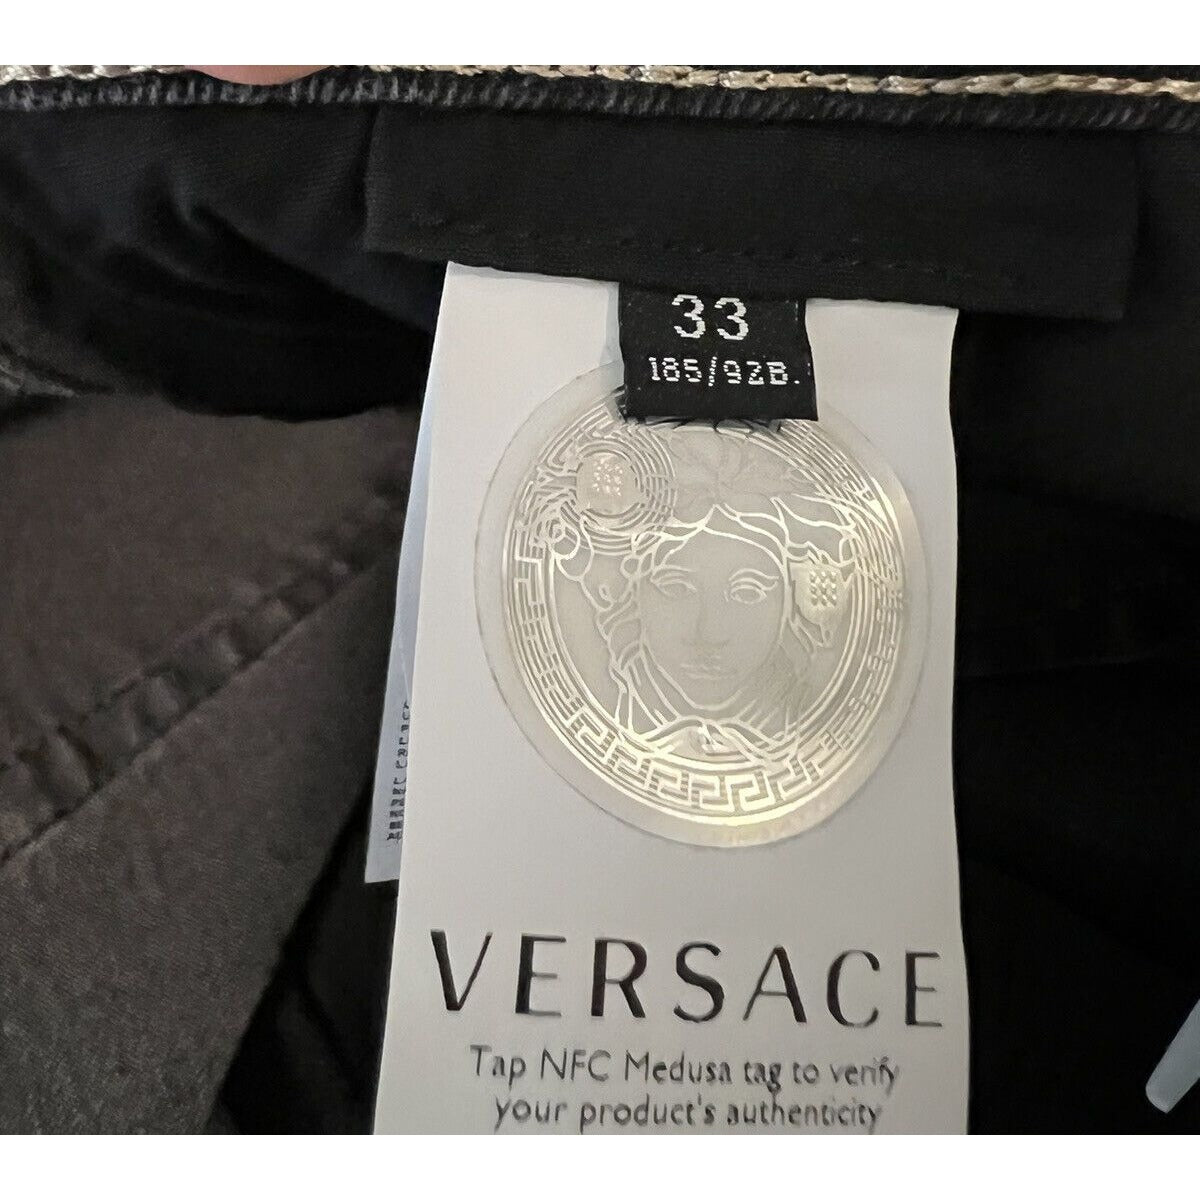 33
185/92B.
VERSACE
Tap NFC Medusa tag to verify
your product's authenticity